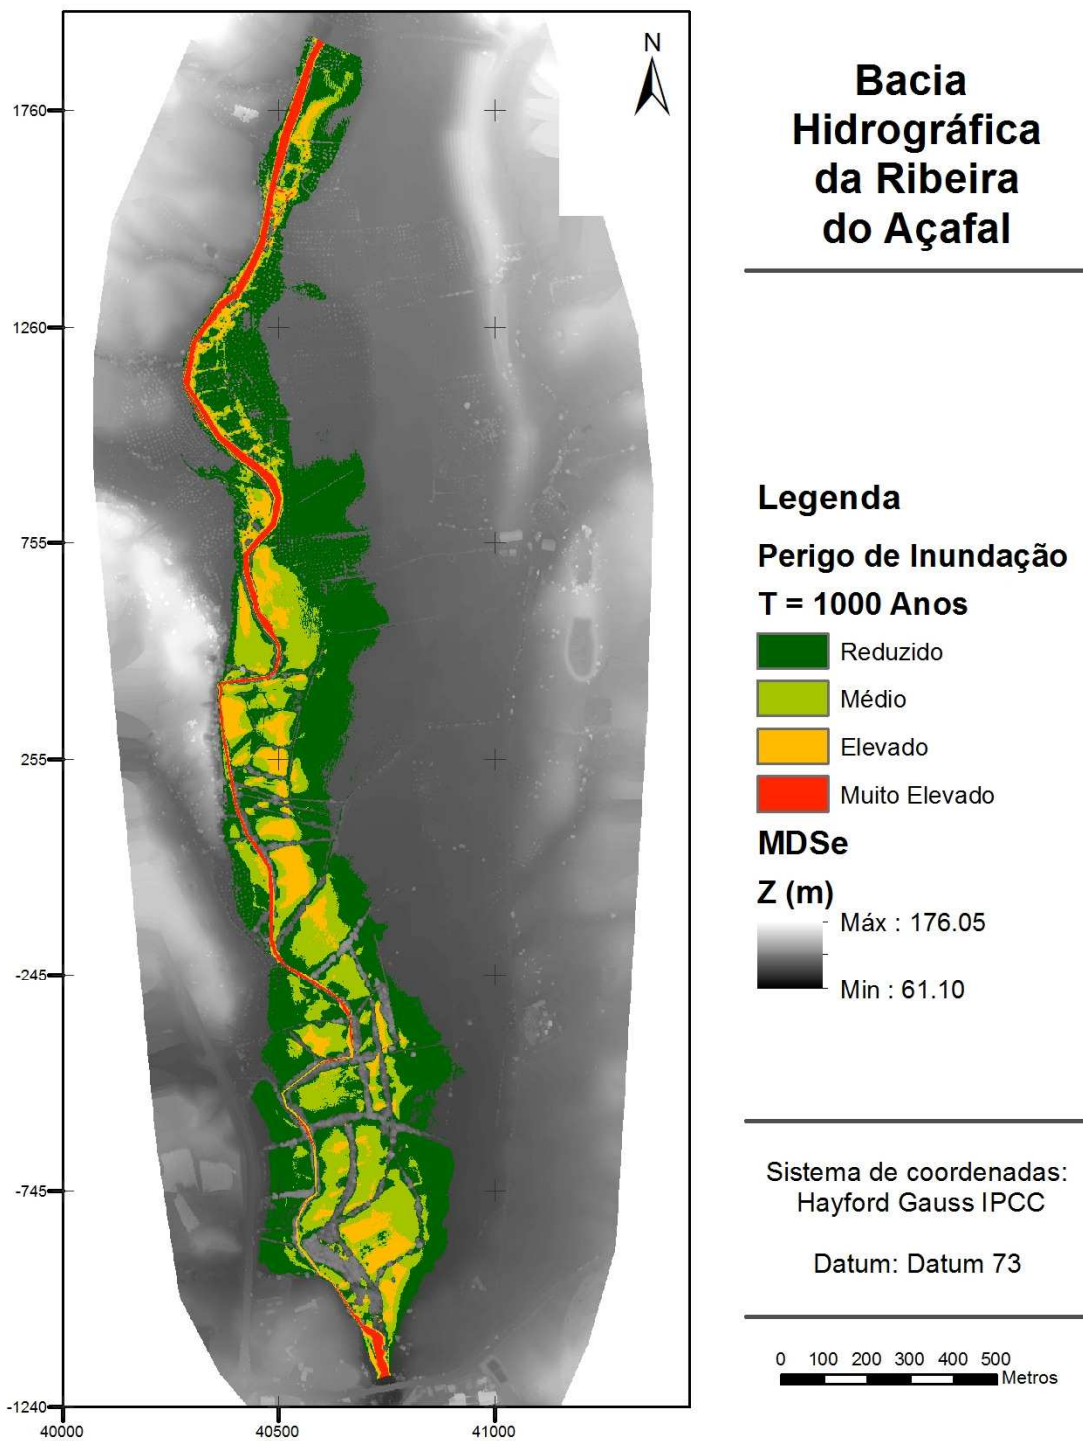 N
1760
1260
755
255
-245
-745
-1240
40000
40500
41000
Bacia
Hidrográfica
da Ribeira
do Açafal
Legenda
Perigo de Inundação
T = 1000 Anos
Reduzido
Médio
Elevado
Muito Elevado
MDSe
Z (m)
Máx : 176.05
Min : 61.10
Sistema de coordenadas:
Hayford Gauss IPCC
Datum: Datum 73
0 100 200 300 400 500
Metros